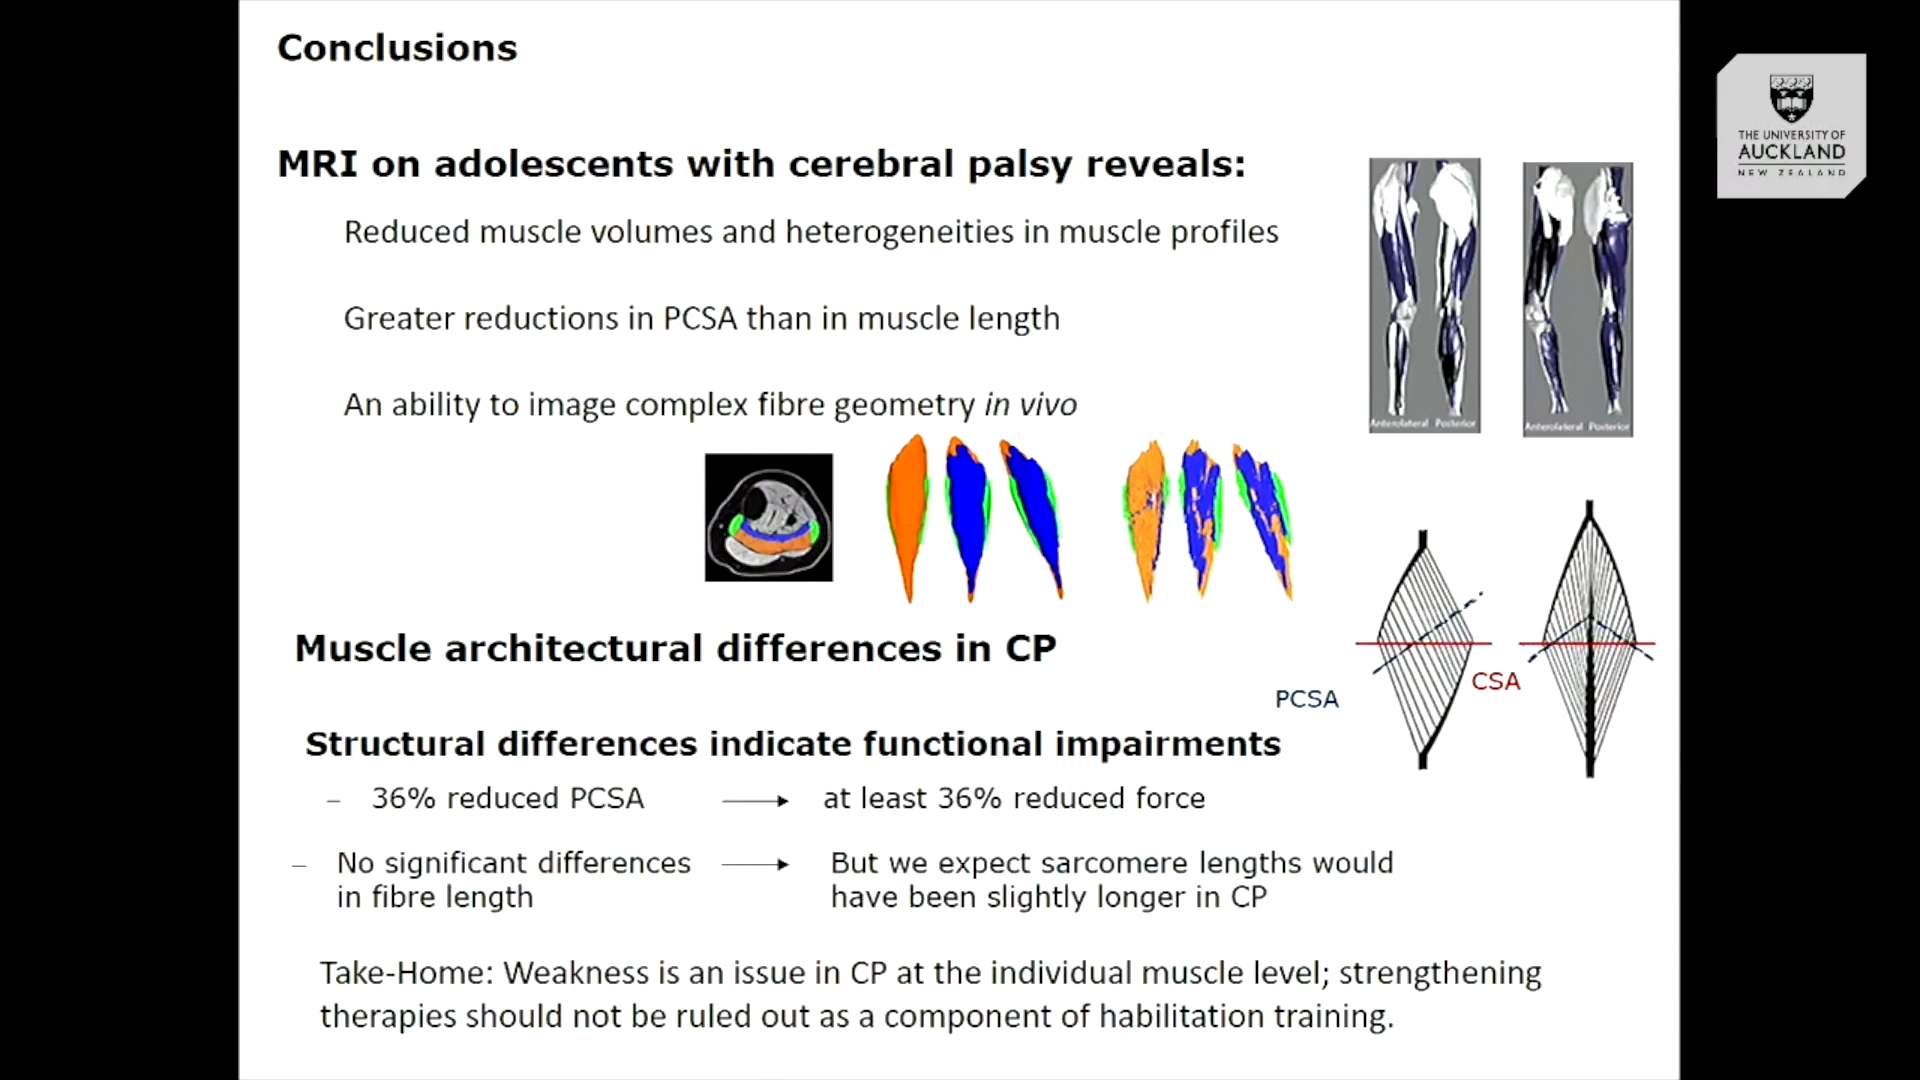 Conclusions
THE UNIVERSITY OF
AUCKLAND
NEW ZEALAND
MRI on adolescents with cerebral palsy reveals:
Reduced muscle volumes and heterogeneities in muscle profiles
Greater reductions in PCSA than in muscle length
An ability to image complex fibre geometry in vivo
Anterolateral Posterior
Anterolateral Posterior
Muscle architectural differences in CP
PCSA
CSA
Structural differences indicate functional impairments
– 36% reduced PCSA → at least 36% reduced force
– No significant differences → But we expect sarcomere lengths would
in fibre length have been slightly longer in CP
Take-Home: Weakness is an issue in CP at the individual muscle level; strengthening
therapies should not be ruled out as a component of habilitation training.